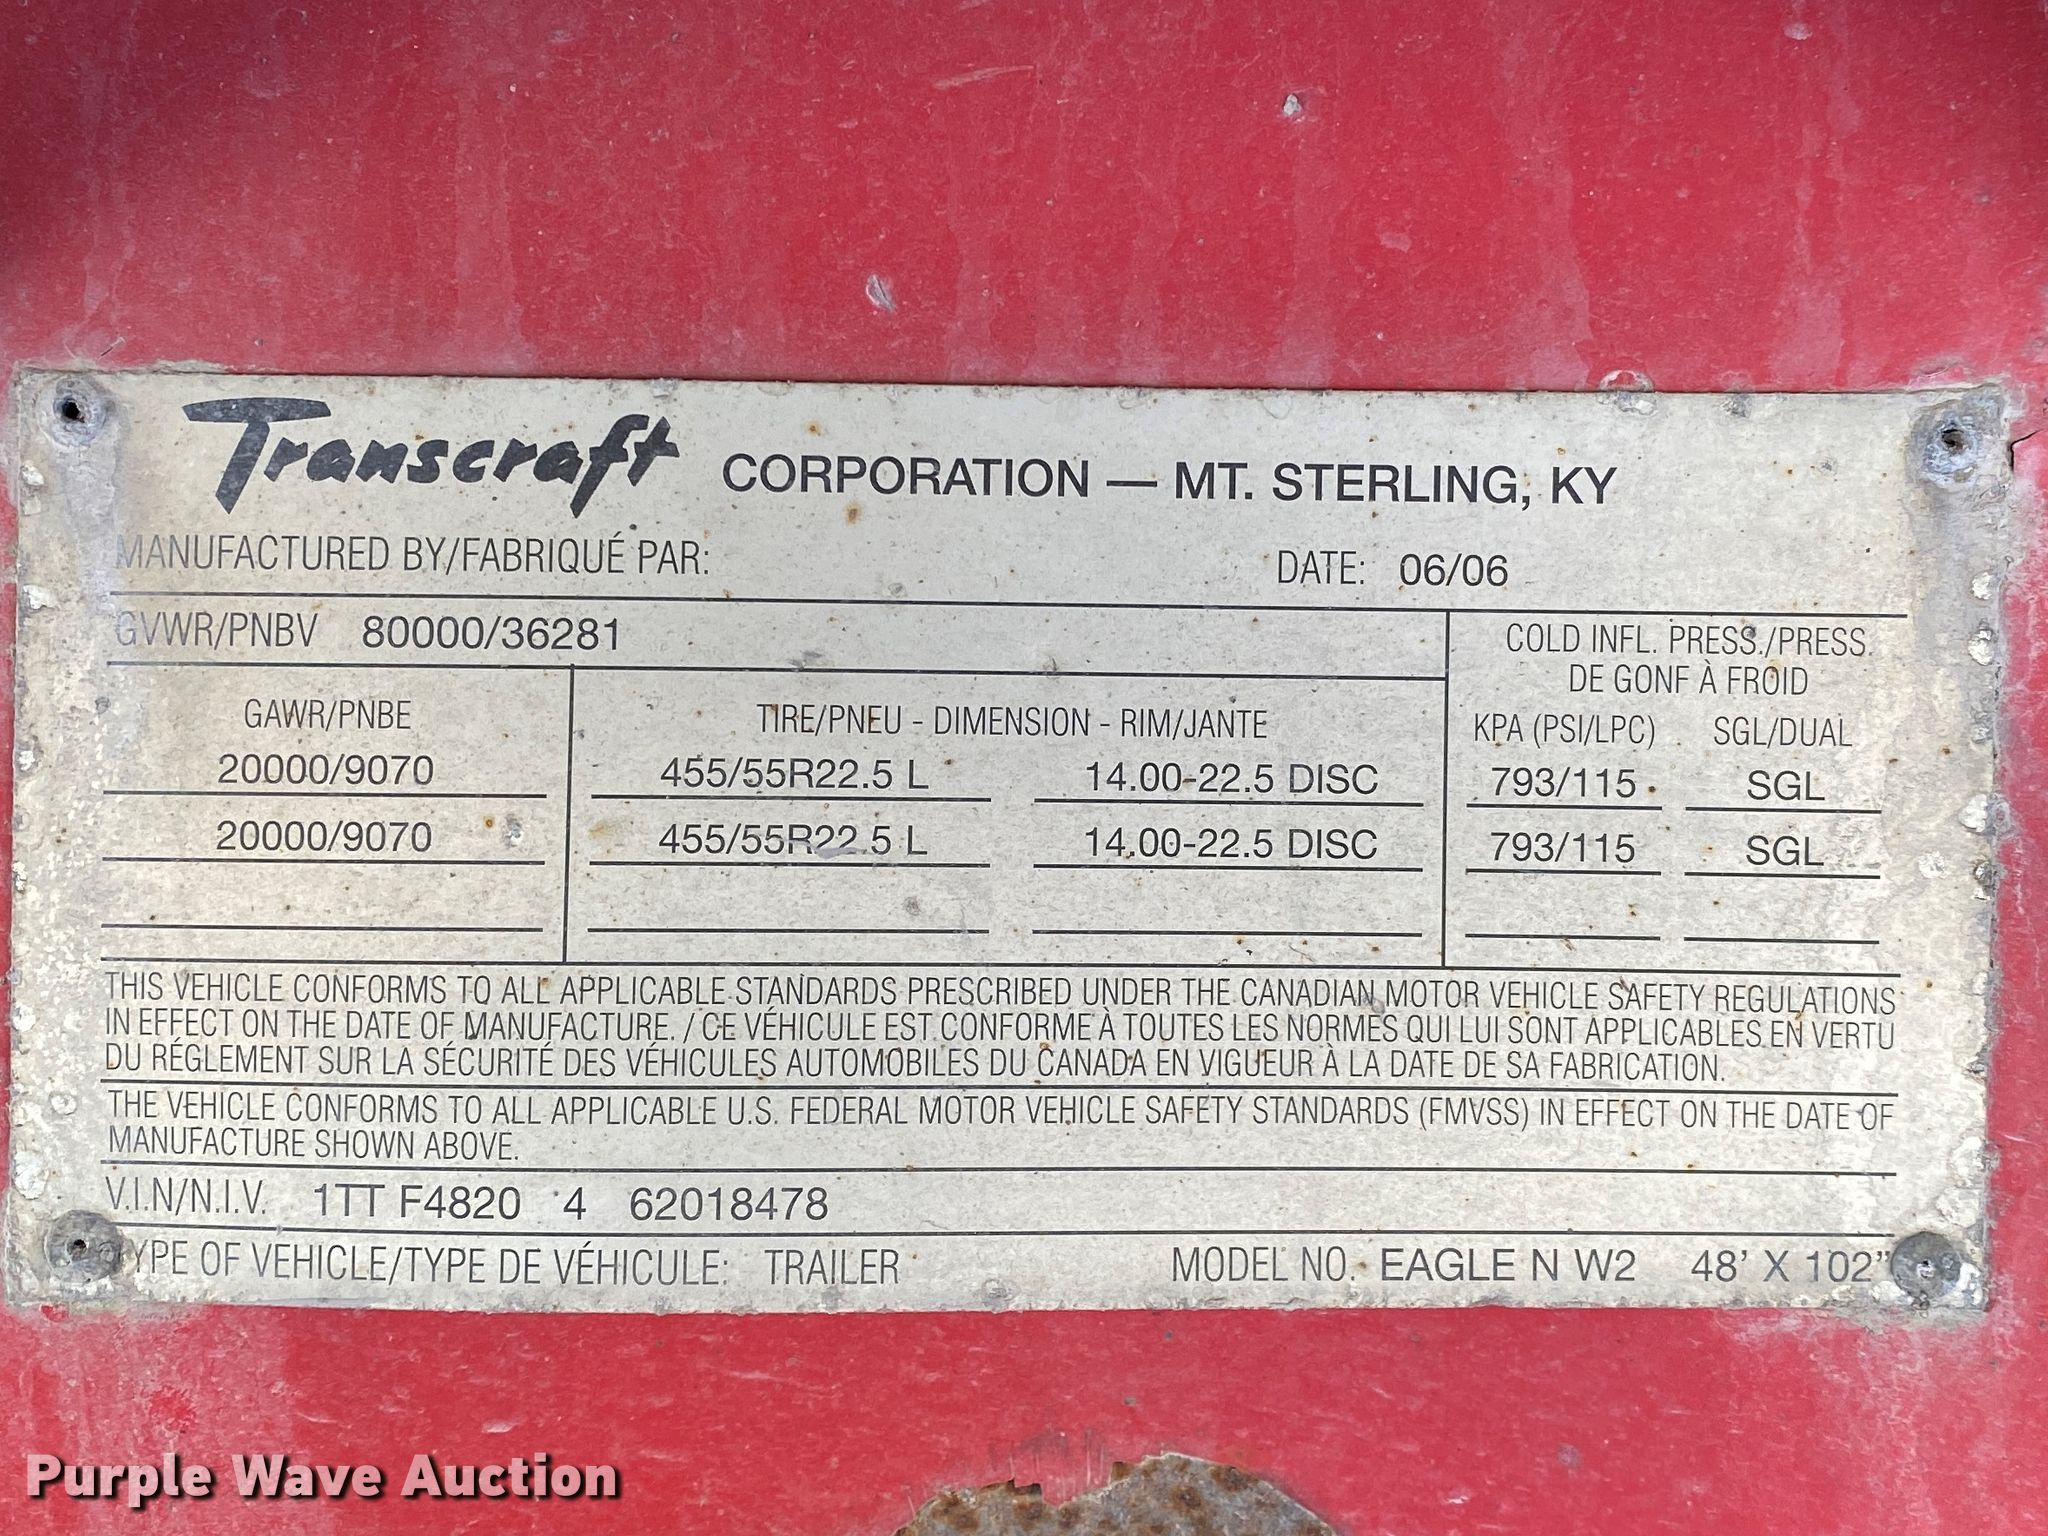 Transcraft CORPORATION — MT. STERLING, KY
MANUFACTURED BY/FABRIQUÉ PAR: DATE: 06/06
GVWR/PNBV 80000/36281
COLD INFL. PRESS./PRESS.
DE GONF À FROID
GAWR/PNBE TIRE/PNEU - DIMENSION - RIM/JANTE KPA (PSI/LPC) SGL/DUAL
20000/9070 455/55R22.5 L 14.00-22.5 DISC 793/115 SGL
20000/9070 455/55R22.5 L 14.00-22.5 DISC 793/115 SGL
THIS VEHICLE CONFORMS TO ALL APPLICABLE STANDARDS PRESCRIBED UNDER THE CANADIAN MOTOR VEHICLE SAFETY REGULATIONS
IN EFFECT ON THE DATE OF MANUFACTURE. / CE VÉHICULE EST CONFORME À TOUTES LES NORMES QUI LUI SONT APPLICABLES EN VERTU
DU RÉGLEMENT SUR LA SÉCURITÉ DES VÉHICULES AUTOMOBILES DU CANADA EN VIGUEUR À LA DATE DE SA FABRICATION.
THE VEHICLE CONFORMS TO ALL APPLICABLE U.S. FEDERAL MOTOR VEHICLE SAFETY STANDARDS (FMVSS) IN EFFECT ON THE DATE OF
MANUFACTURE SHOWN ABOVE.
V.I.N/N.I.V. 1TT F4820 4 62018478
TYPE OF VEHICLE/TYPE DE VÉHICULE: TRAILER MODEL NO. EAGLE N W2 48' X 102"
Purple Wave Auction